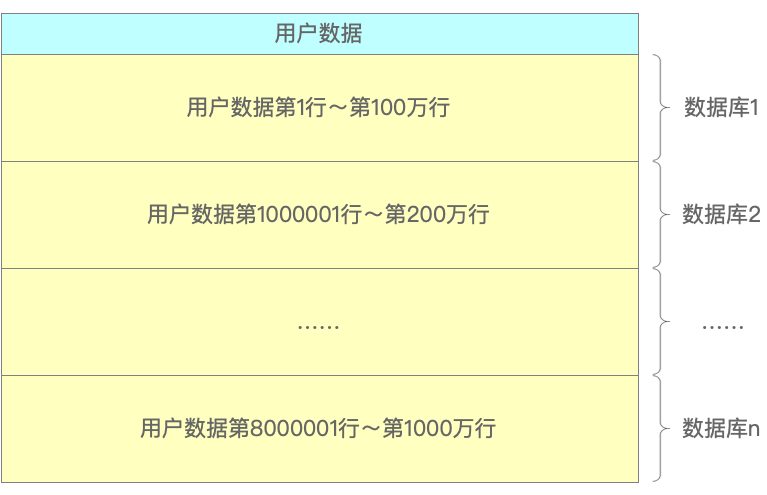 用户数据
用户数据第1行～第100万行
数据库1
用户数据第1000001行～第200万行
数据库2
……
……
用户数据第8000001行～第1000万行
数据库n